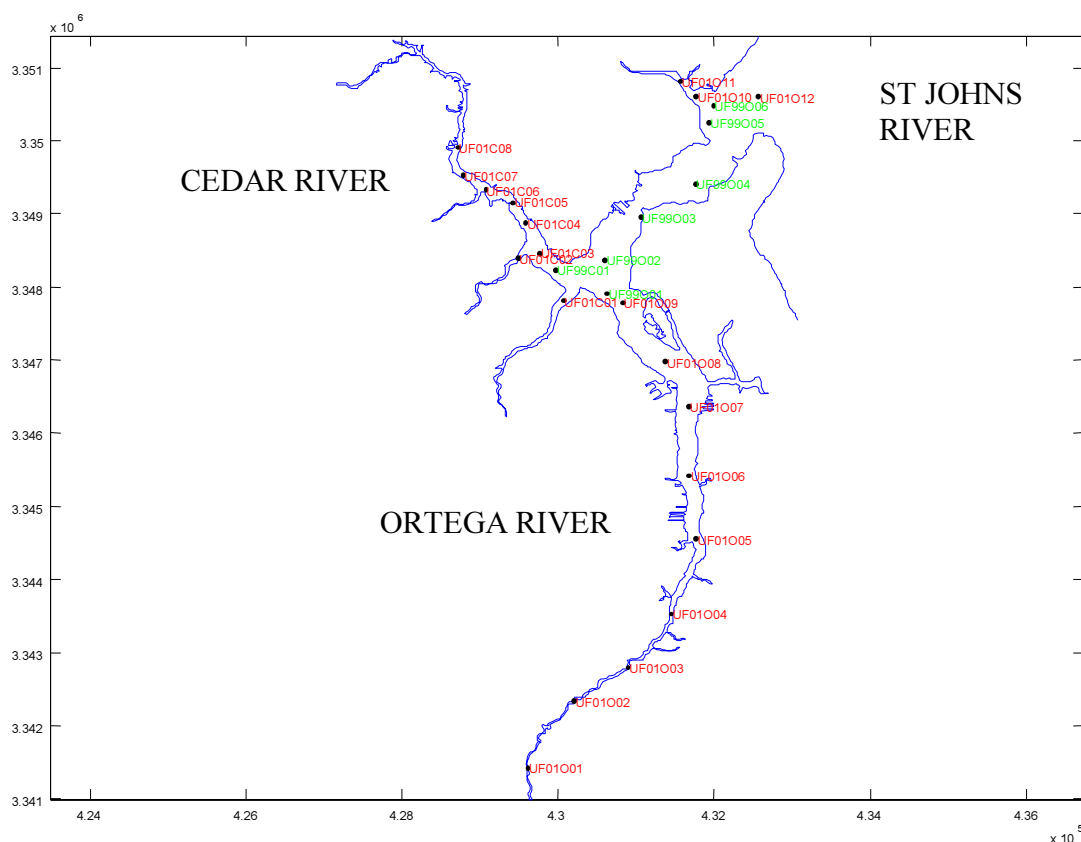 x 10 6
3.351
UF01O11
UF01O10
UF01O12
UF99O06
ST JOHNS
RIVER
UF99O05
3.35
UF01C08
CEDAR RIVER
UF01C07
UF99O04
UF01C06
UF01C05
3.349
UF99O03
UF01C04
UF01C03
UF01C02
UF99O02
UF99C01
3.348
UF01C01
UF01O09
3.347
UF01O08
UF01O07
3.346
UF01O06
3.345
ORTEGA RIVER
UF01O05
3.344
UF01O04
3.343
UF01O03
UF01O02
3.342
UF01O01
3.341
4.24
4.26
4.28
4.3
4.32
4.34
4.36
x 10 5